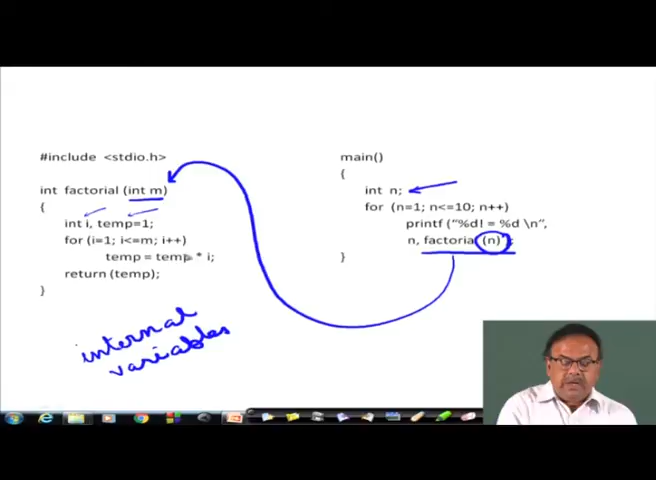 #include <stdio.h>
int factorial (int m)
{
int i, temp=1;
for (i=1; i<=m; i++)
temp = temp * i;
return (temp);
}
internal
variables
main()
{
int n;
for (n=1; n<=10; n++)
printf ("%d! = %d \n",
n, factorial (n)
}